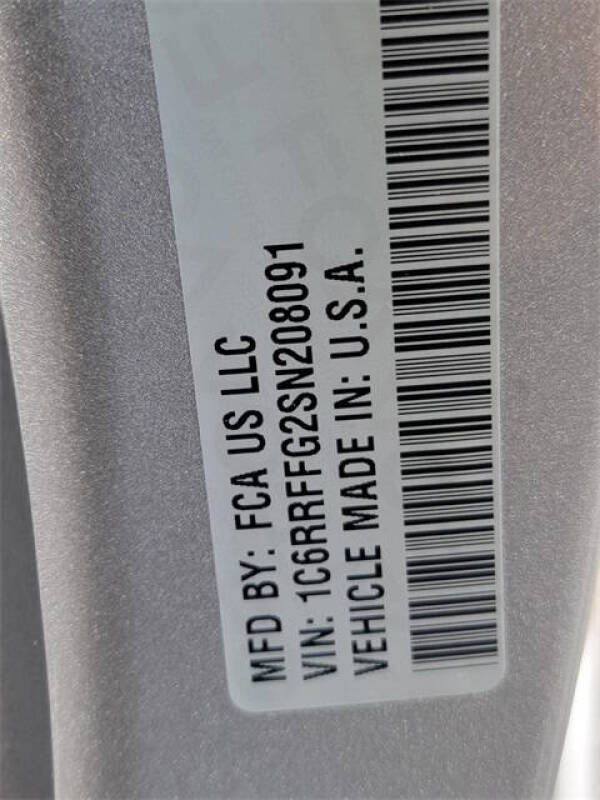 MFD BY: FCA US LLC
VIN: 1C6RRFFG2SN208091
VEHICLE MADE IN: U.S.A.